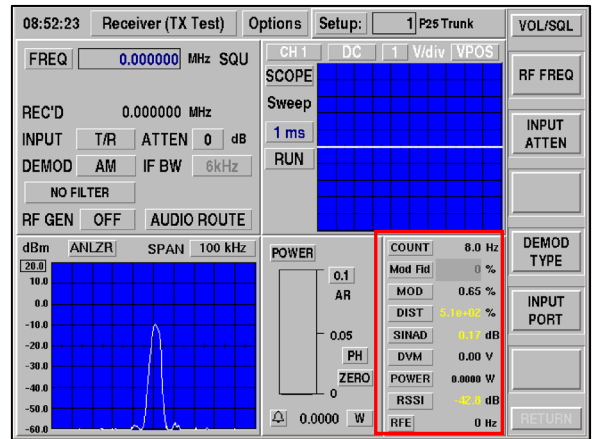 08:52:23 Receiver (TX Test) Options Setup: 1 P25 Trunk VOL/SQL
FREQ 0.000000 MHz SQU
REC'D 0.000000 MHz
INPUT T/R ATTEN 0 dB
DEMOD AM IF BW 6kHz
NO FILTER
RF GEN OFF AUDIO ROUTE
CH 1 DC 1 V/div VPOS
SCOPE
Sweep
1 ms
RUN
dBm ANLZR SPAN 100 kHz
20.0
10.0
0.0
-10.0
-20.0
-30.0
-40.0
-50.0
-60.0
POWER
0.1
AR
0.05
PH
ZERO
0
0.0000 W
COUNT 8.0 Hz
Mod Fid 0 %
MOD 0.65 %
DIST 5.1e+02 %
SINAD 0.17 dB
DVM 0.00 V
POWER 0.0000 W
RSSI -42.8 dB
RFE 0 Hz
RF FREQ
INPUT
ATTEN
DEMOD
TYPE
INPUT
PORT
RETURN